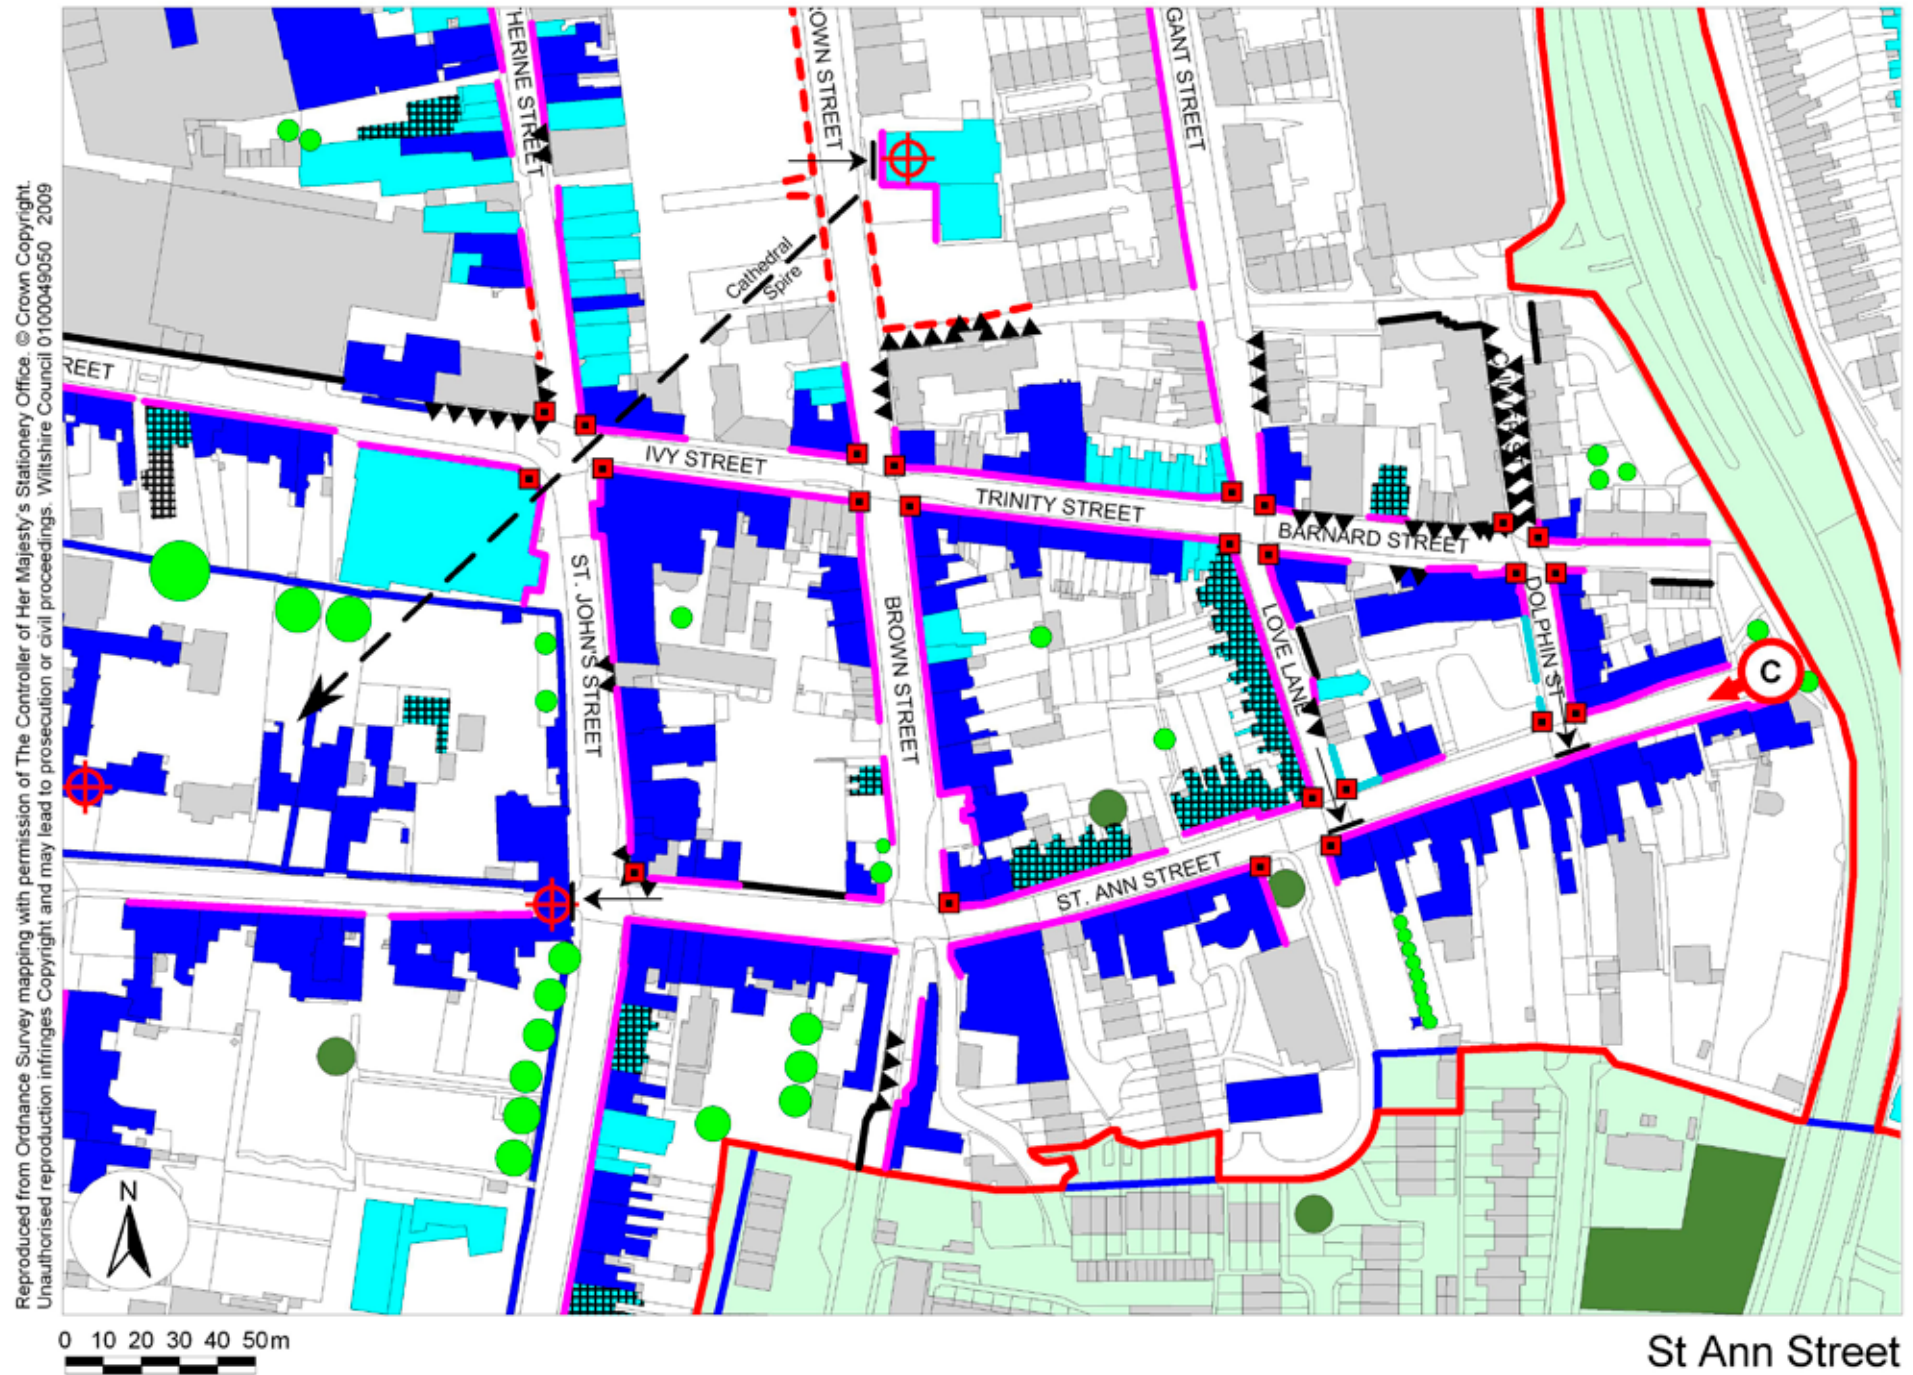 THERINE STREET
ROWN STREET
GANT STREET
Cathedral
Spire
REET
IVY STREET
TRINITY STREET
BARNARD STREET
ST. JOHN'S STREET
BROWN STREET
LOVE LANE
DOLPHIN ST
C
ST. ANN STREET
N
Reproduced from Ordnance Survey mapping with permission of The Controller of Her Majesty's Stationery Office. © Crown Copyright.
Unauthorised reproduction infringes Copyright and may lead to prosecution or civil proceedings. Wiltshire Council 0100049050 2009
0 10 20 30 40 50m
St Ann Street